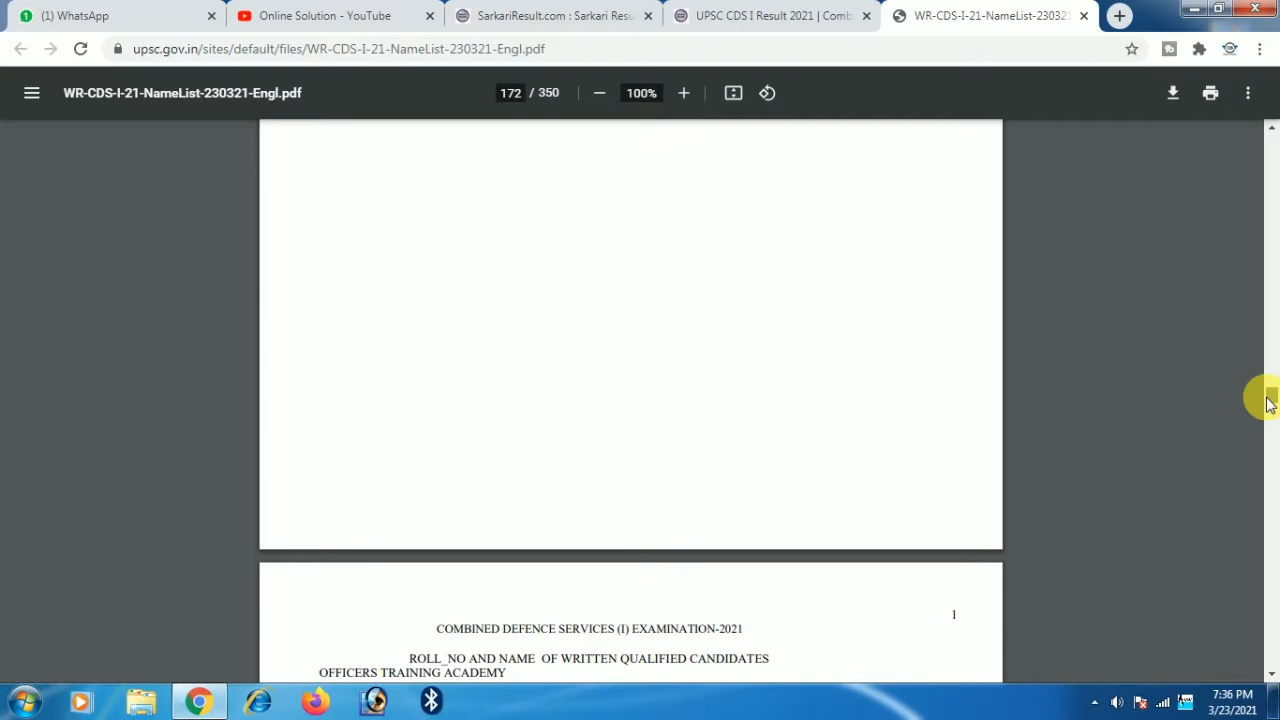 (1) WhatsApp
Online Solution - YouTube
SarkariResult.com : Sarkari Resu
UPSC CDS I Result 2021 | Comb
WR-CDS-I-21-NameList-230321
upsc.gov.in/sites/default/files/WR-CDS-I-21-NameList-230321-Engl.pdf
WR-CDS-I-21-NameList-230321-Engl.pdf
172 / 350
100%
1
COMBINED DEFENCE SERVICES (I) EXAMINATION-2021
ROLL_NO AND NAME OF WRITTEN QUALIFIED CANDIDATES
OFFICERS TRAINING ACADEMY
7:36 PM
3/23/2021